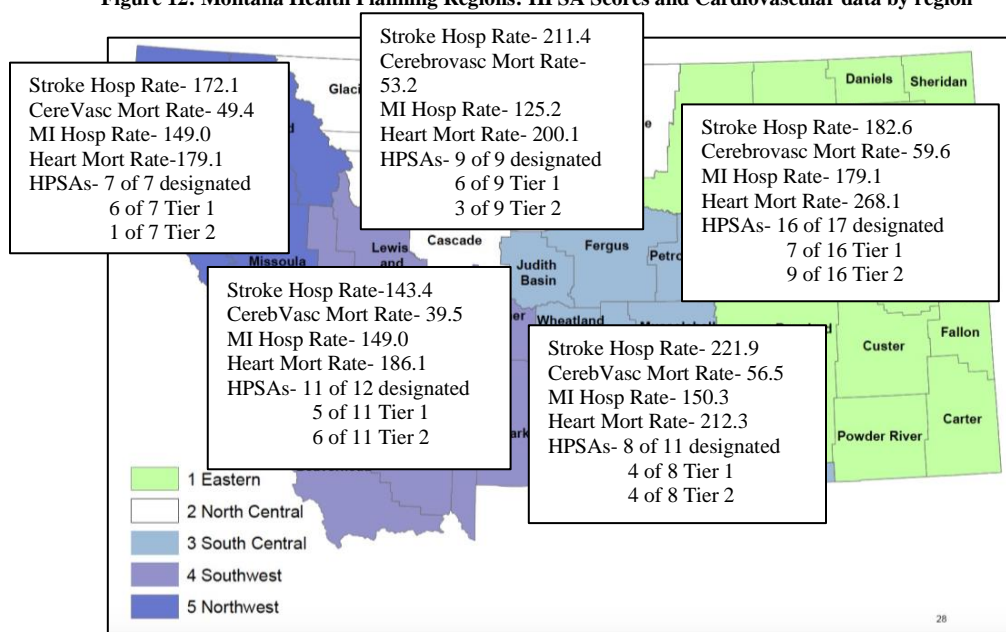 Figure 12: Montana Health Planning Regions: HPSA Scores and Cardiovascular data by region
Stroke Hosp Rate- 172.1
CereVasc Mort Rate- 49.4
MI Hosp Rate- 149.0
Heart Mort Rate-179.1
HPSAs- 7 of 7 designated
6 of 7 Tier 1
1 of 7 Tier 2
Stroke Hosp Rate- 211.4
Cerebrovasc Mort Rate-
53.2
MI Hosp Rate- 125.2
Heart Mort Rate- 200.1
HPSAs- 9 of 9 designated
6 of 9 Tier 1
3 of 9 Tier 2
Daniels
Sheridan
Stroke Hosp Rate- 182.6
Cerebrovasc Mort Rate- 59.6
MI Hosp Rate- 179.1
Heart Mort Rate- 268.1
HPSAs- 16 of 17 designated
7 of 16 Tier 1
9 of 16 Tier 2
Missoula
Lewis
and
Cascade
Judith
Basin
Fergus
Wheatland
Stroke Hosp Rate-143.4
CerebVasc Mort Rate- 39.5
MI Hosp Rate- 149.0
Heart Mort Rate- 186.1
HPSAs- 11 of 12 designated
5 of 11 Tier 1
6 of 11 Tier 2
Stroke Hosp Rate- 221.9
CerebVasc Mort Rate- 56.5
MI Hosp Rate- 150.3
Heart Mort Rate- 212.3
HPSAs- 8 of 11 designated
4 of 8 Tier 1
4 of 8 Tier 2
Custer
Fallon
Powder River
Carter
1 Eastern
2 North Central
3 South Central
4 Southwest
5 Northwest
28